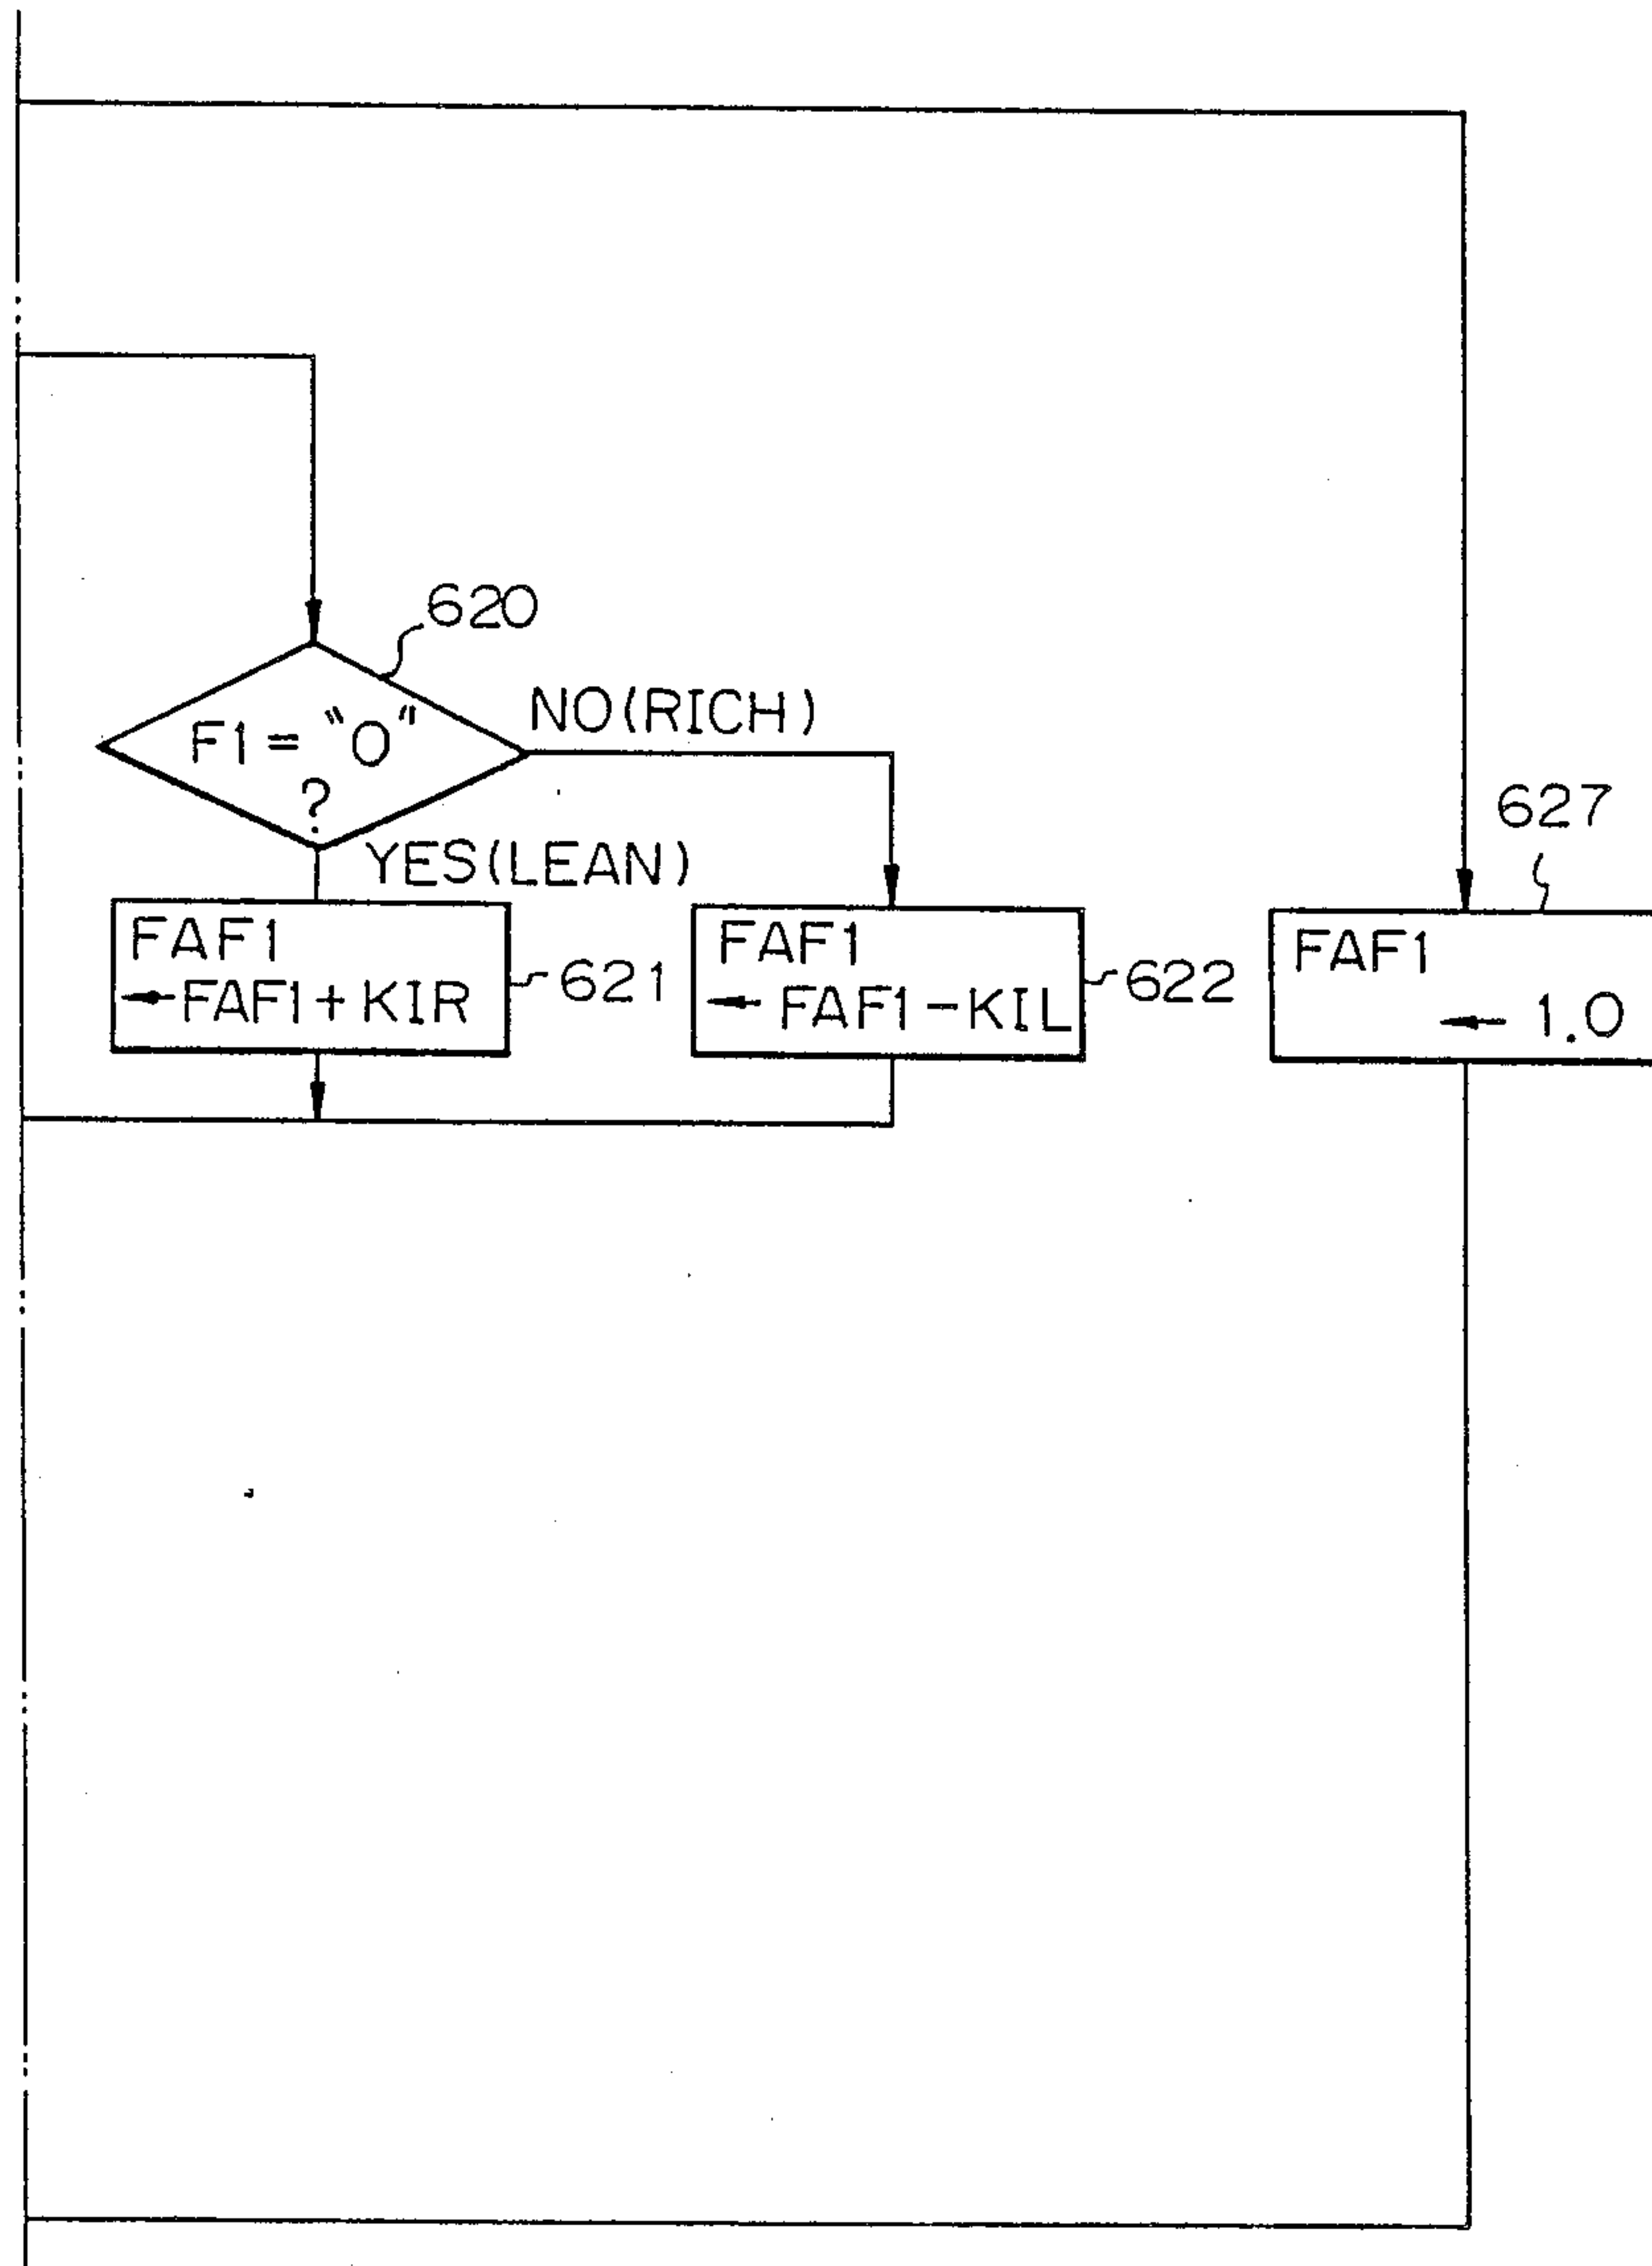 620
F1 = "0"
?
NO(RICH)
YES(LEAN)
FAF1
←FAF1+KIR
621
FAF1
← FAF1-KIL
622
627
FAF1
← 1.0